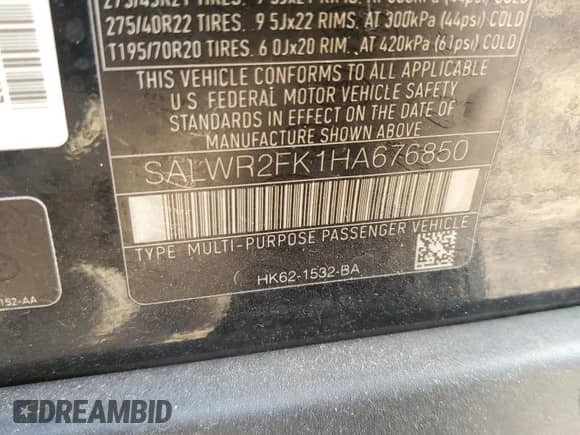 275/40R22 TIRES. 9 5Jx22 RIMS. AT 300kPa (44psi) COLD
T195/70R20 TIRES. 6 0Jx20 RIM., AT 420kPa (61psi) COLD
THIS VEHICLE CONFORMS TO ALL APPLICABLE
U.S. FEDERAL MOTOR VEHICLE SAFETY
STANDARDS IN EFFECT ON THE DATE OF
MANUFACTURE SHOWN ABOVE
SALWR2FK1HA676850
TYPE MULTI-PURPOSE PASSENGER VEHICLE
HK62-1532-BA
152-AA
DREAMBID